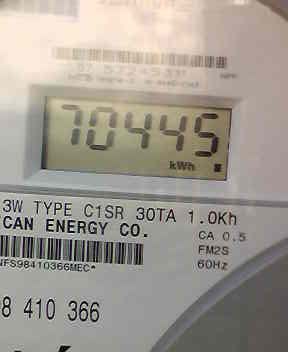 70445
kWh
3W TYPE C1SR 30TA 1.0Kh
CAN ENERGY CO.
CA 0.5
FM2S
NFS98410366MEC*
60Hz
8 410 366